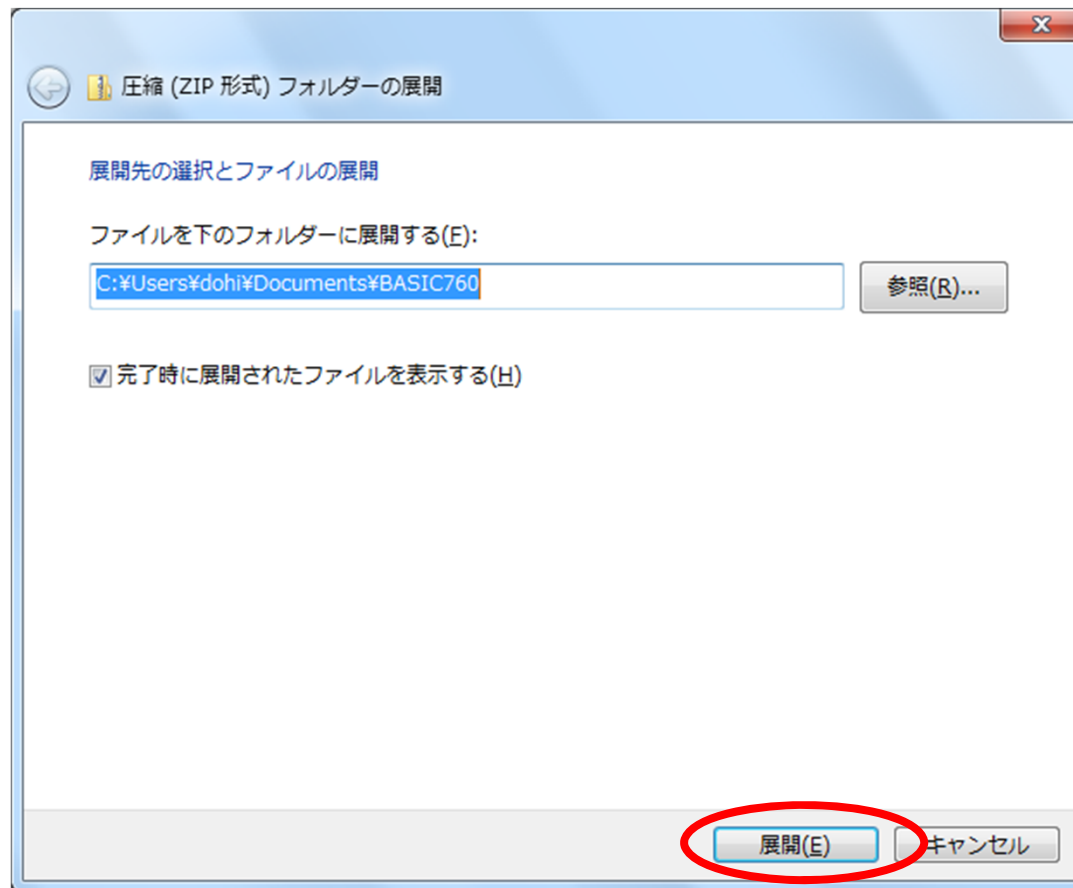 圧縮 (ZIP 形式) フォルダーの展開
展開先の選択とファイルの展開
ファイルを下のフォルダーに展開する(F):
C:¥Users¥dohi¥Documents¥BASIC760
参照(R)...
完了時に展開されたファイルを表示する(H)
展開(E)
キャンセル